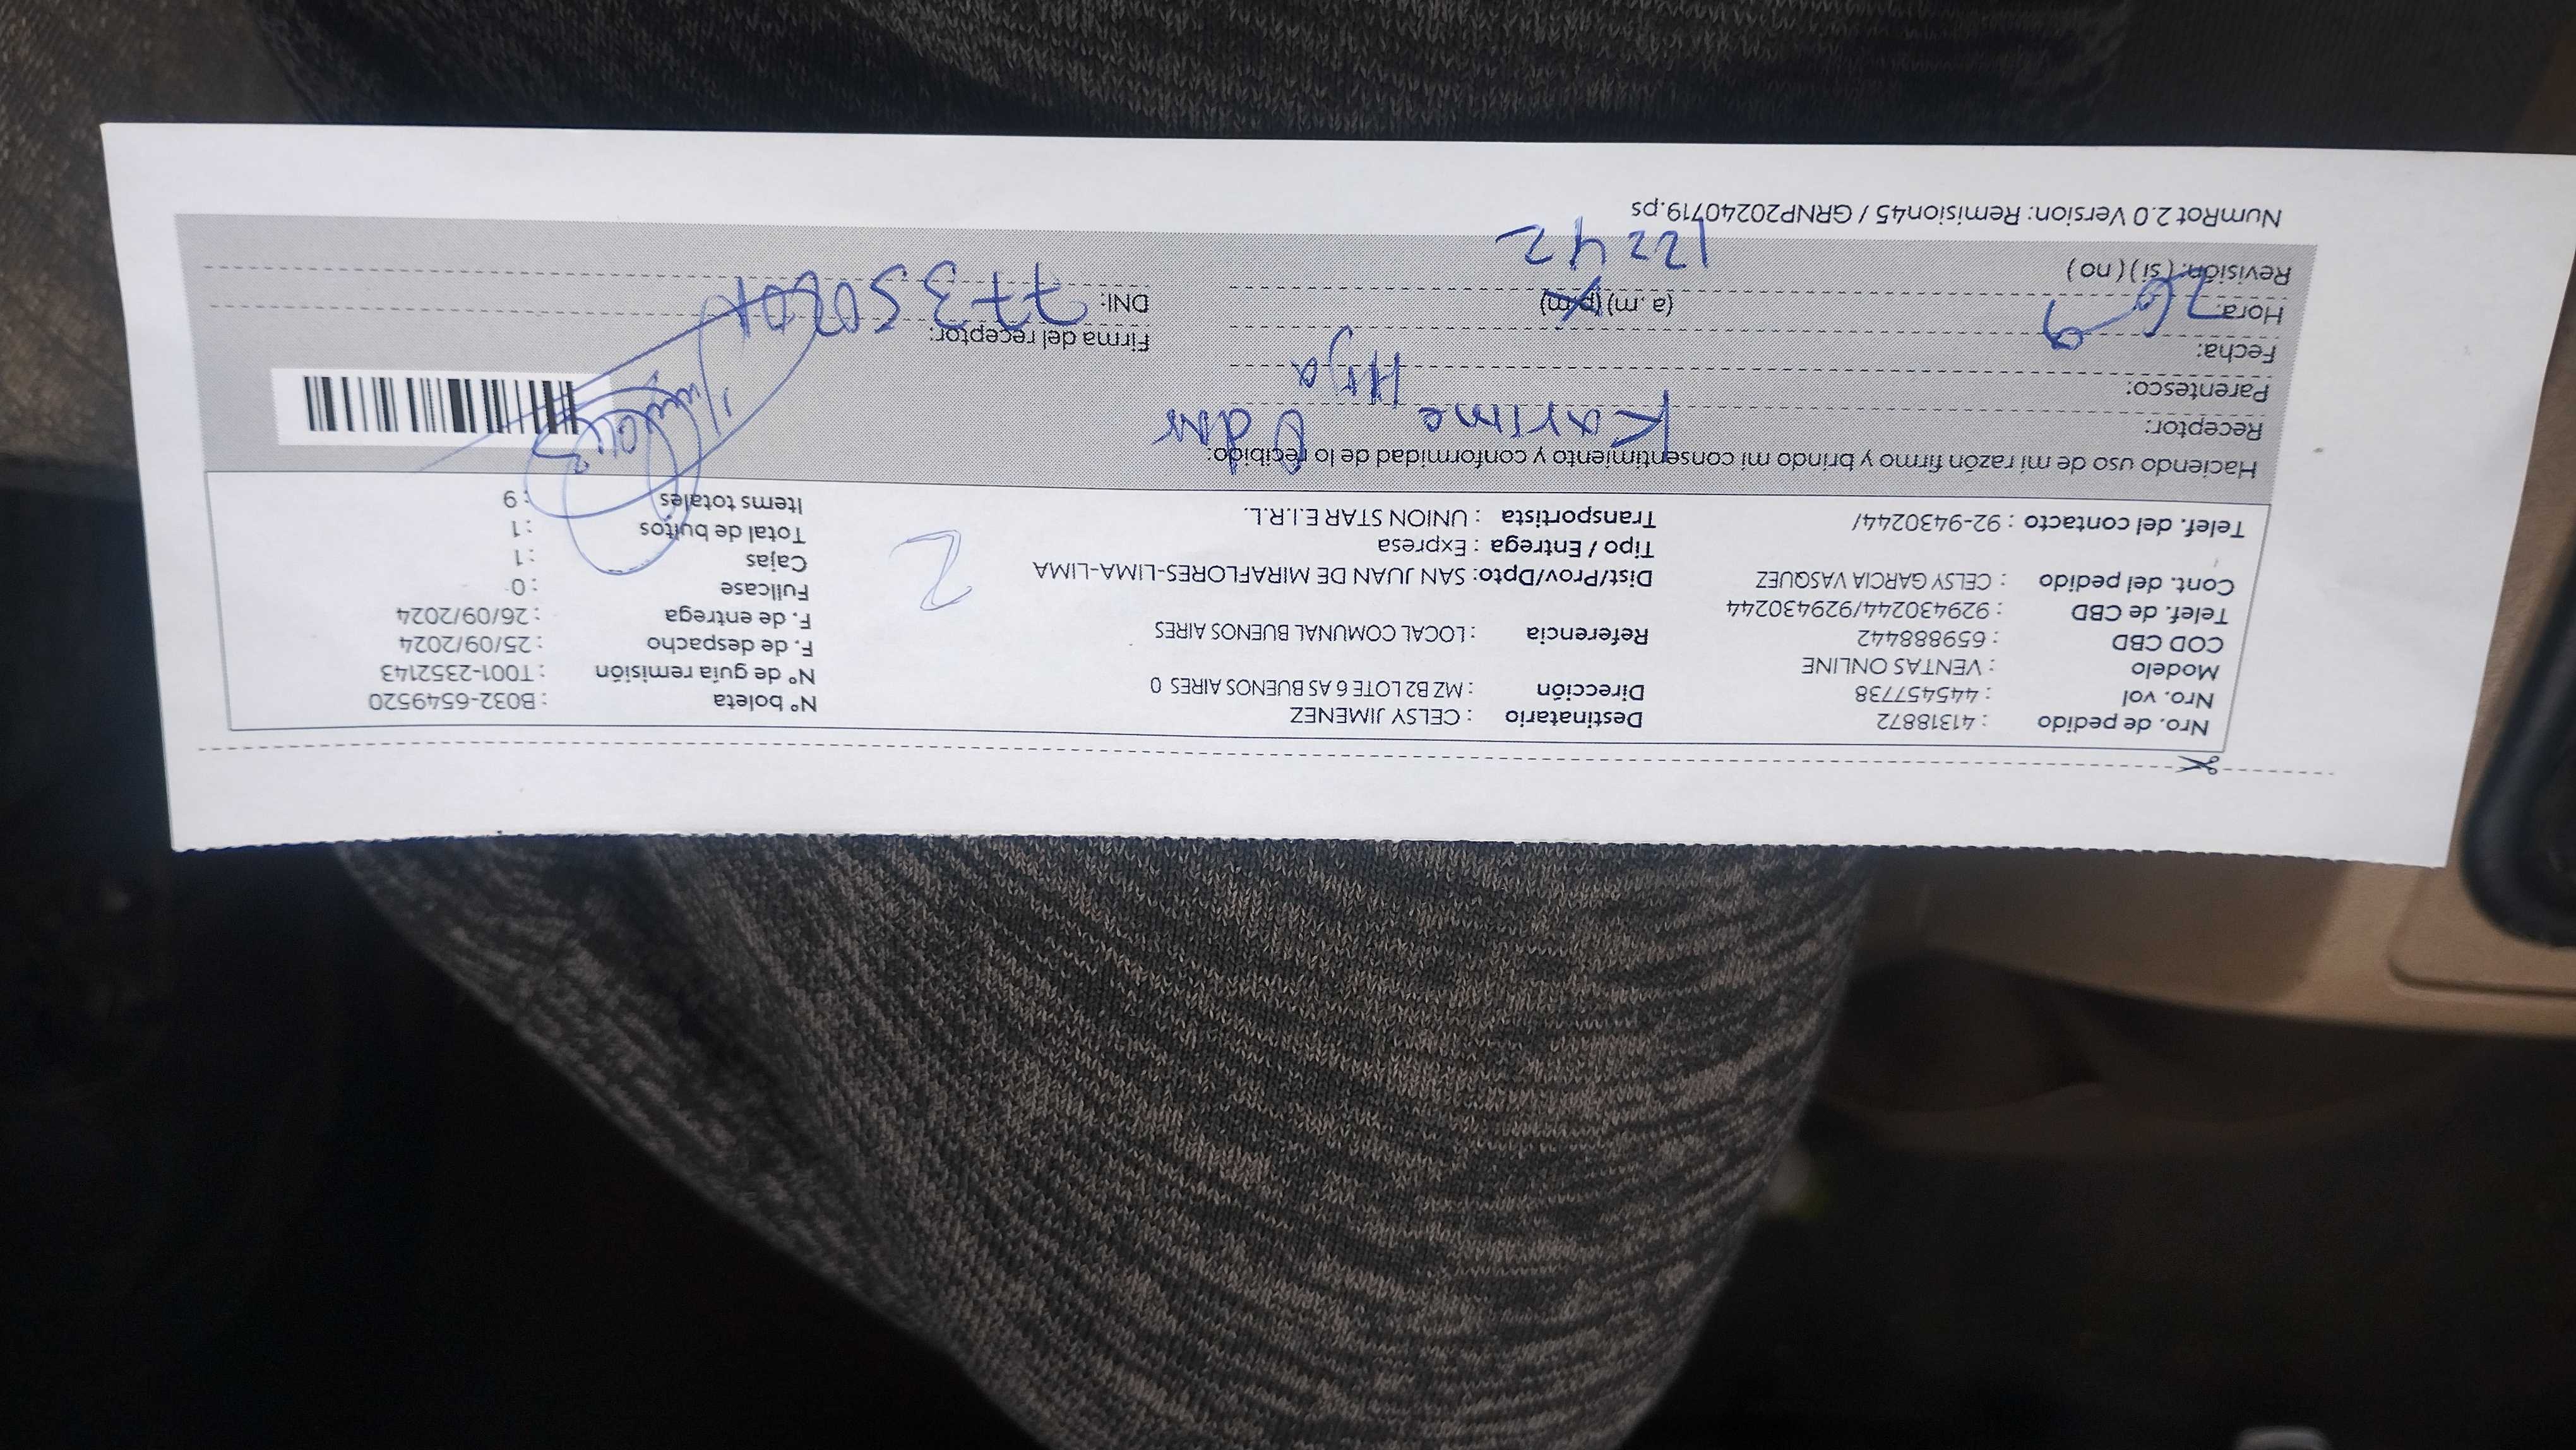 Nro. de pedido : 41318872
Nro. vol : 445457738
Modelo : VENTAS ONLINE
COD CBD : 65988442
Telef. de CBD : 929430244/929430244
Cont. del pedido : CELSY GARCIA VASQUEZ
Telef. del contacto : 92-9430244/
Destinatario : CELSY JIMENEZ
Dirección : MZ B2 LOTE 6 AS BUENOS AIRES 0
Referencia : LOCAL COMUNAL BUENOS AIRES
Dist/Prov/Dpto: SAN JUAN DE MIRAFLORES-LIMA-LIMA
Tipo / Entrega : Expresa
Transportista : UNION STAR E.I.R.L.
2
N° boleta : B032-6549520
N° de guía remisión : T001-2352143
F. de despacho : 25/09/2024
F. de entrega : 26/09/2024
Fullcase : 0
Cajas : 1
Total de bultos : 1
Items totales : 9
Haciendo uso de mi razón firmo y brindo mi consentimiento y conformidad de lo recibido:
Receptor: Karime
Parentesco: Hija
Fecha: 26 9
Hora: (a. m) (p.m) 12 42
Revisión: (si) (no)
Firma del receptor:
DNI:
NumRot 2.0 Version: Remision45 / GRNP20240719.ps